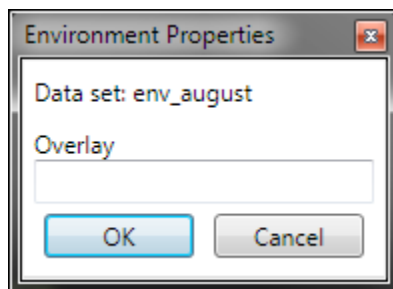 Environment Properties
Data set: env_august
Overlay
OK Cancel